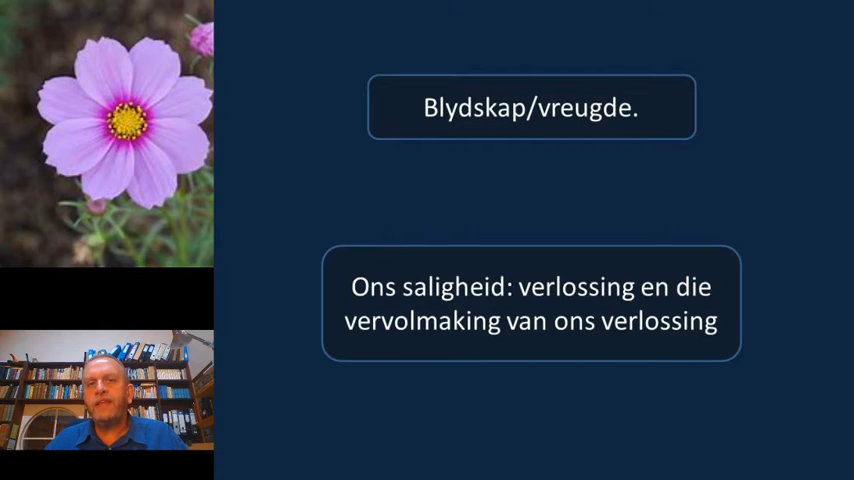 Blydskap/vreugde.
Ons saligheid: verlossing en die
vervolmaking van ons verlossing